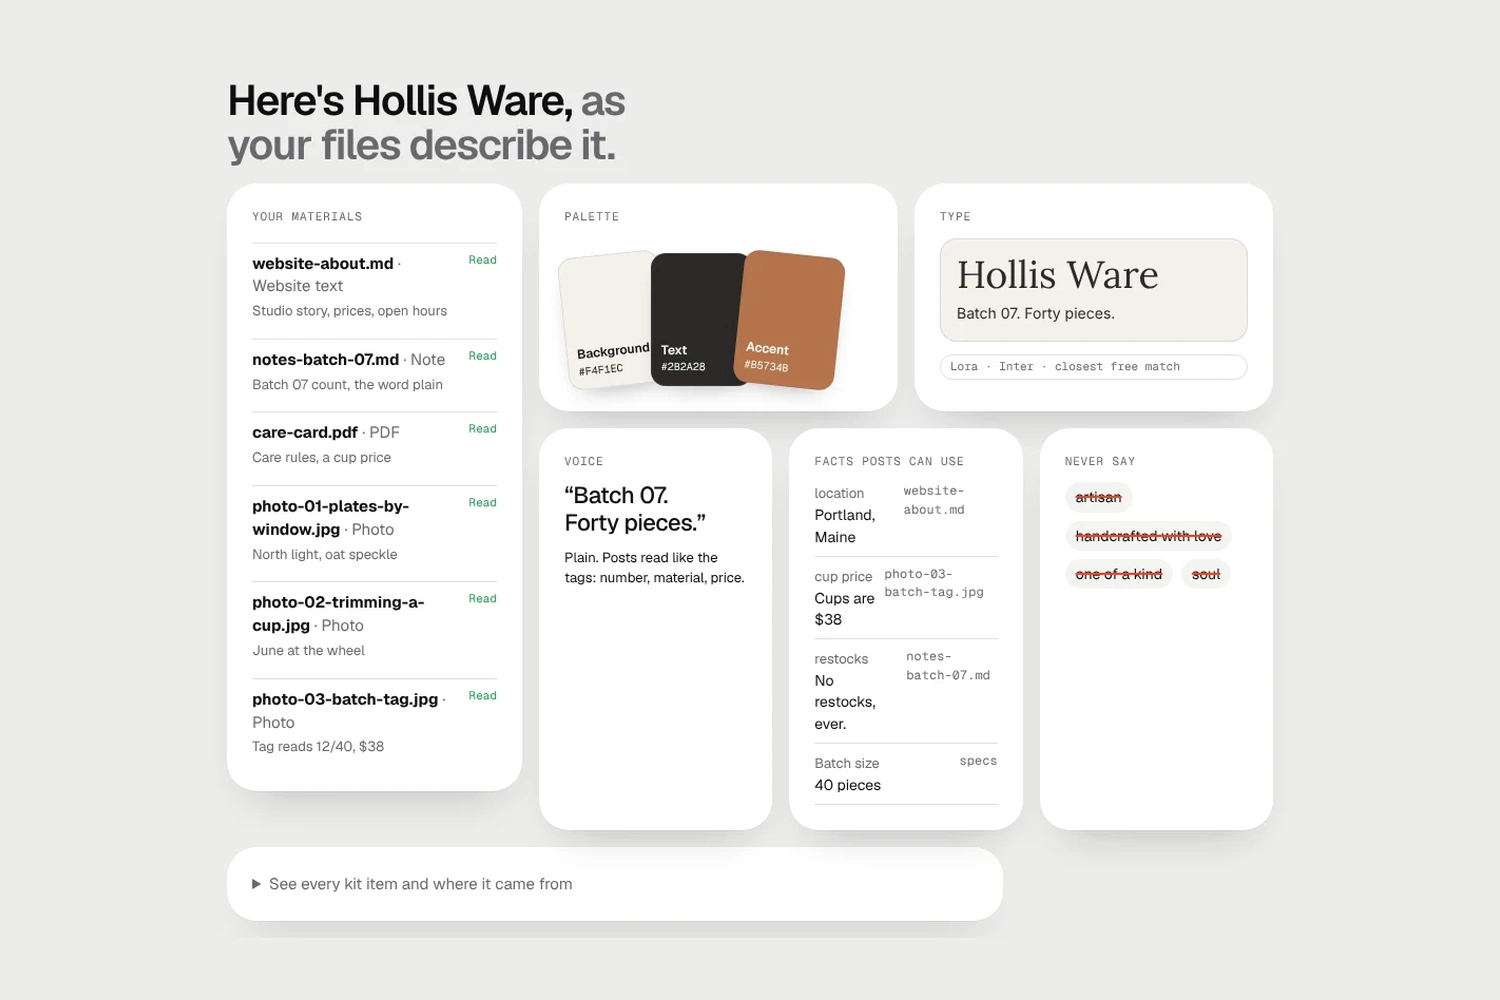 Here's Hollis Ware, as
your files describe it.
YOUR MATERIALS
website-about.md ·
Website text
Read
Studio story, prices, open hours
notes-batch-07.md · Note
Read
Batch 07 count, the word plain
care-card.pdf · PDF
Read
Care rules, a cup price
photo-01-plates-by-
window.jpg · Photo
Read
North light, oat speckle
photo-02-trimming-a-
cup.jpg · Photo
Read
June at the wheel
photo-03-batch-tag.jpg ·
Photo
Read
Tag reads 12/40, $38
PALETTE
Background
#F4F1EC
Text
#2B2A28
Accent
#B5734B
TYPE
Hollis Ware
Batch 07. Forty pieces.
Lora · Inter · closest free match
VOICE
“Batch 07.
Forty pieces.”
Plain. Posts read like the
tags: number, material, price.
FACTS POSTS CAN USE
location
Portland,
Maine
website-
about.md
cup price
Cups are
$38
photo-03-
batch-tag.jpg
restocks
No
restocks,
ever.
notes-
batch-07.md
Batch size
40 pieces
specs
NEVER SAY
artisan
handcrafted with love
one of a kind
soul
See every kit item and where it came from